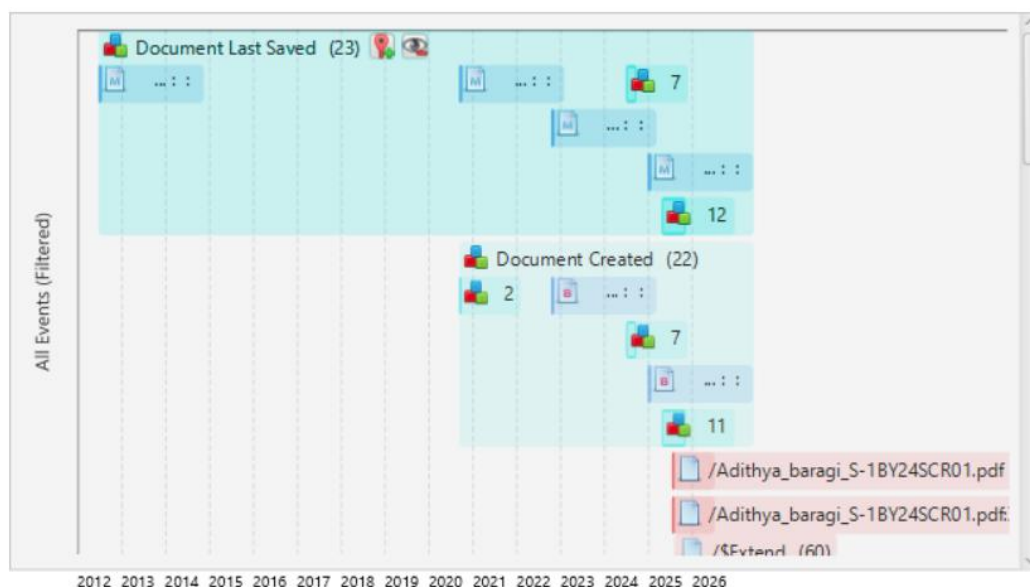 Document Last Saved (23)
M ...: : M ...: : 7
M ...: :
M ...: :
12
All Events (Filtered)
Document Created (22)
2 B ...: :
7
B ...: :
11
/Adithya_baragi_S-1BY24SCR01.pdf
/Adithya_baragi_S-1BY24SCR01.pdf:
/$Extend (60)
2012 2013 2014 2015 2016 2017 2018 2019 2020 2021 2022 2023 2024 2025 2026